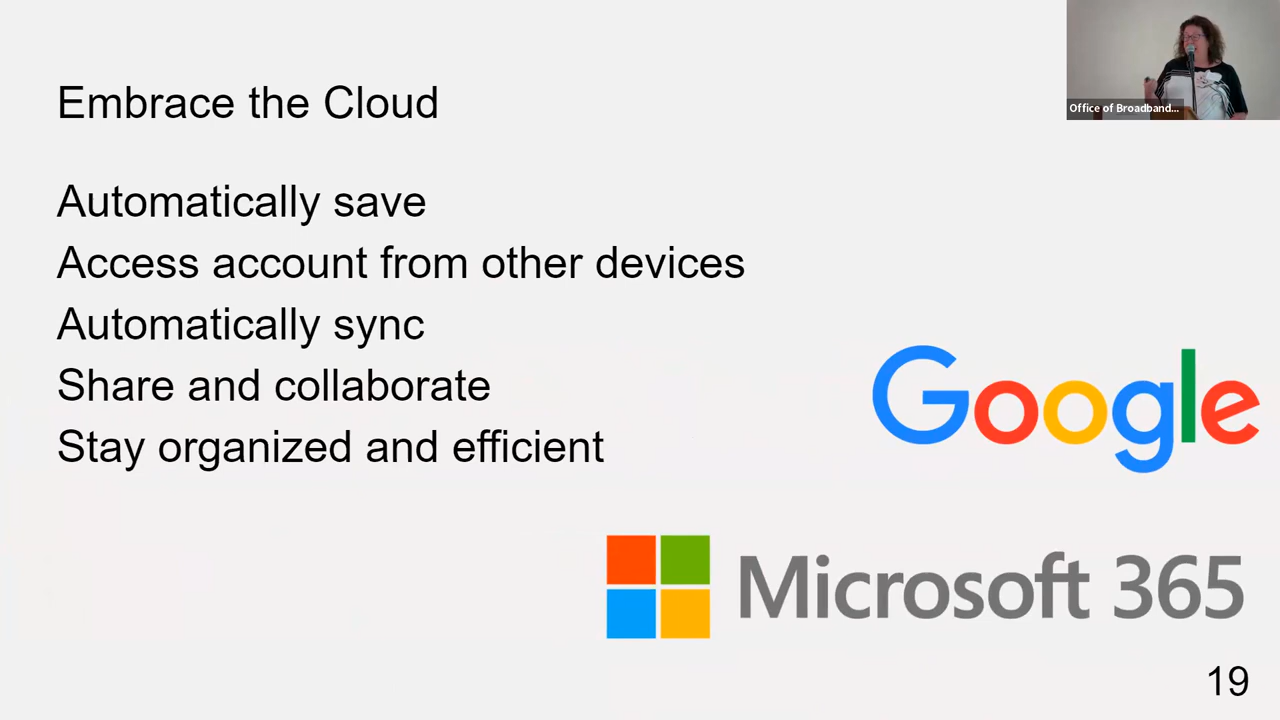 Embrace the Cloud
Office of Broadband...
Automatically save
Access account from other devices
Automatically sync
Share and collaborate
Stay organized and efficient
Google
Microsoft 365
19